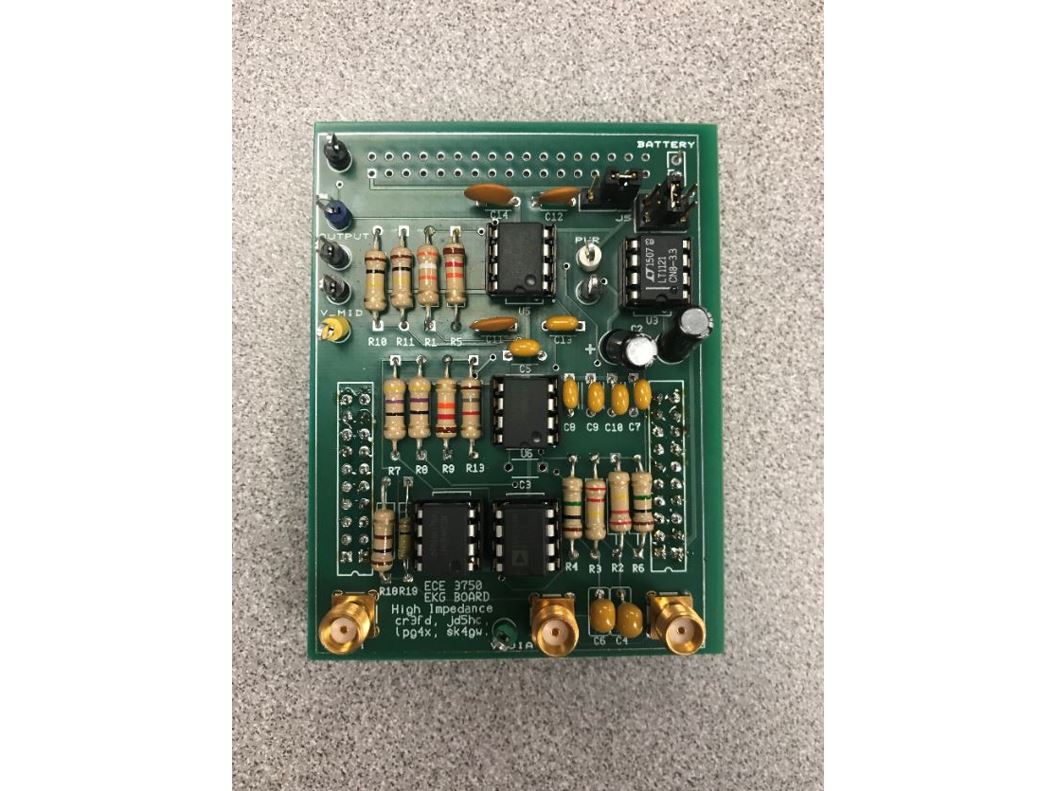 BATTERY
C14
C12
J5
OUTPUT
PWR
1507
LT1121
CN8-3.3
V_MID
U5
U3
C2
R10
R11
R1
R5
C11
C13
+
C5
C8
C9
C10
C7
R7
R8
R9
R13
U6
C3
R4
R3
R2
R6
R18
R19
ECE 3750
EKG BOARD
High Impedance
cr3fd, jd5hc,
lpg4x, sk4gw.
C6
C4